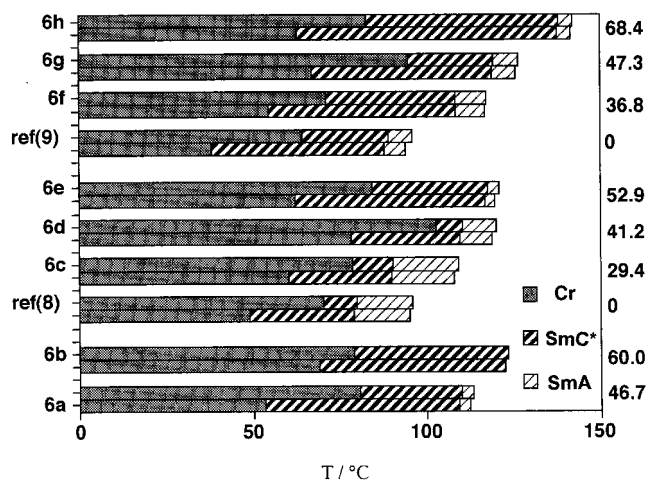 6h 68.4
6g 47.3
6f 36.8
ref(9) 0
6e 52.9
6d 41.2
6c 29.4
ref(8) 0
6b 60.0
6a 46.7
Cr
SmC*
SmA
0 50 100 150
T / °C